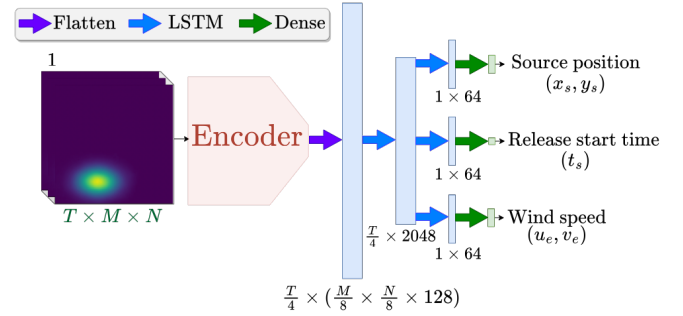 Flatten LSTM Dense
1
Encoder
T × M × N
T/4 × (M/8 × N/8 × 128)
T/4 × 2048
1 × 64
Source position
(x_s, y_s)
1 × 64
Release start time
(t_s)
1 × 64
Wind speed
(u_e, v_e)